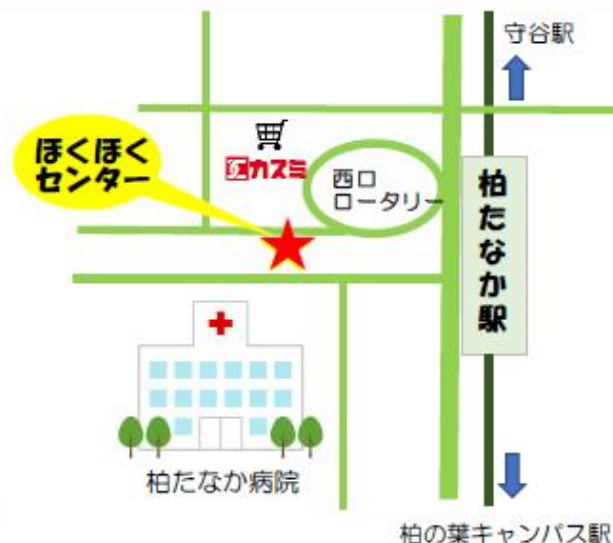 守谷駅
ほくほく
センター
カスミ
西口
ロータリー
柏たなか駅
柏たなか病院
柏の葉キャンパス駅